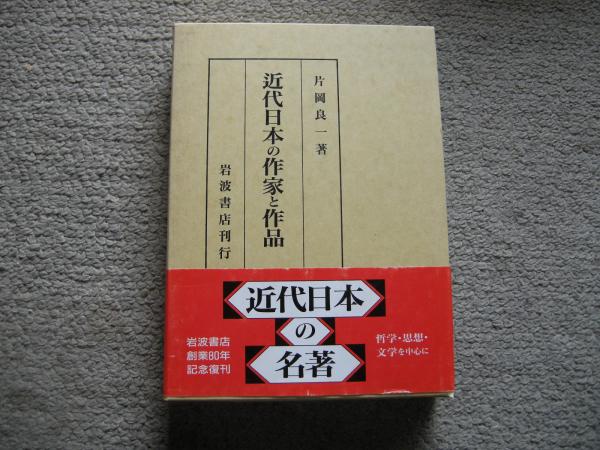 片岡良一著
近代日本の作家と作品
岩波書店刊行
近代日本
の
名著
哲学・思想・
文学を中心に
岩波書店
創業80年
記念復刊